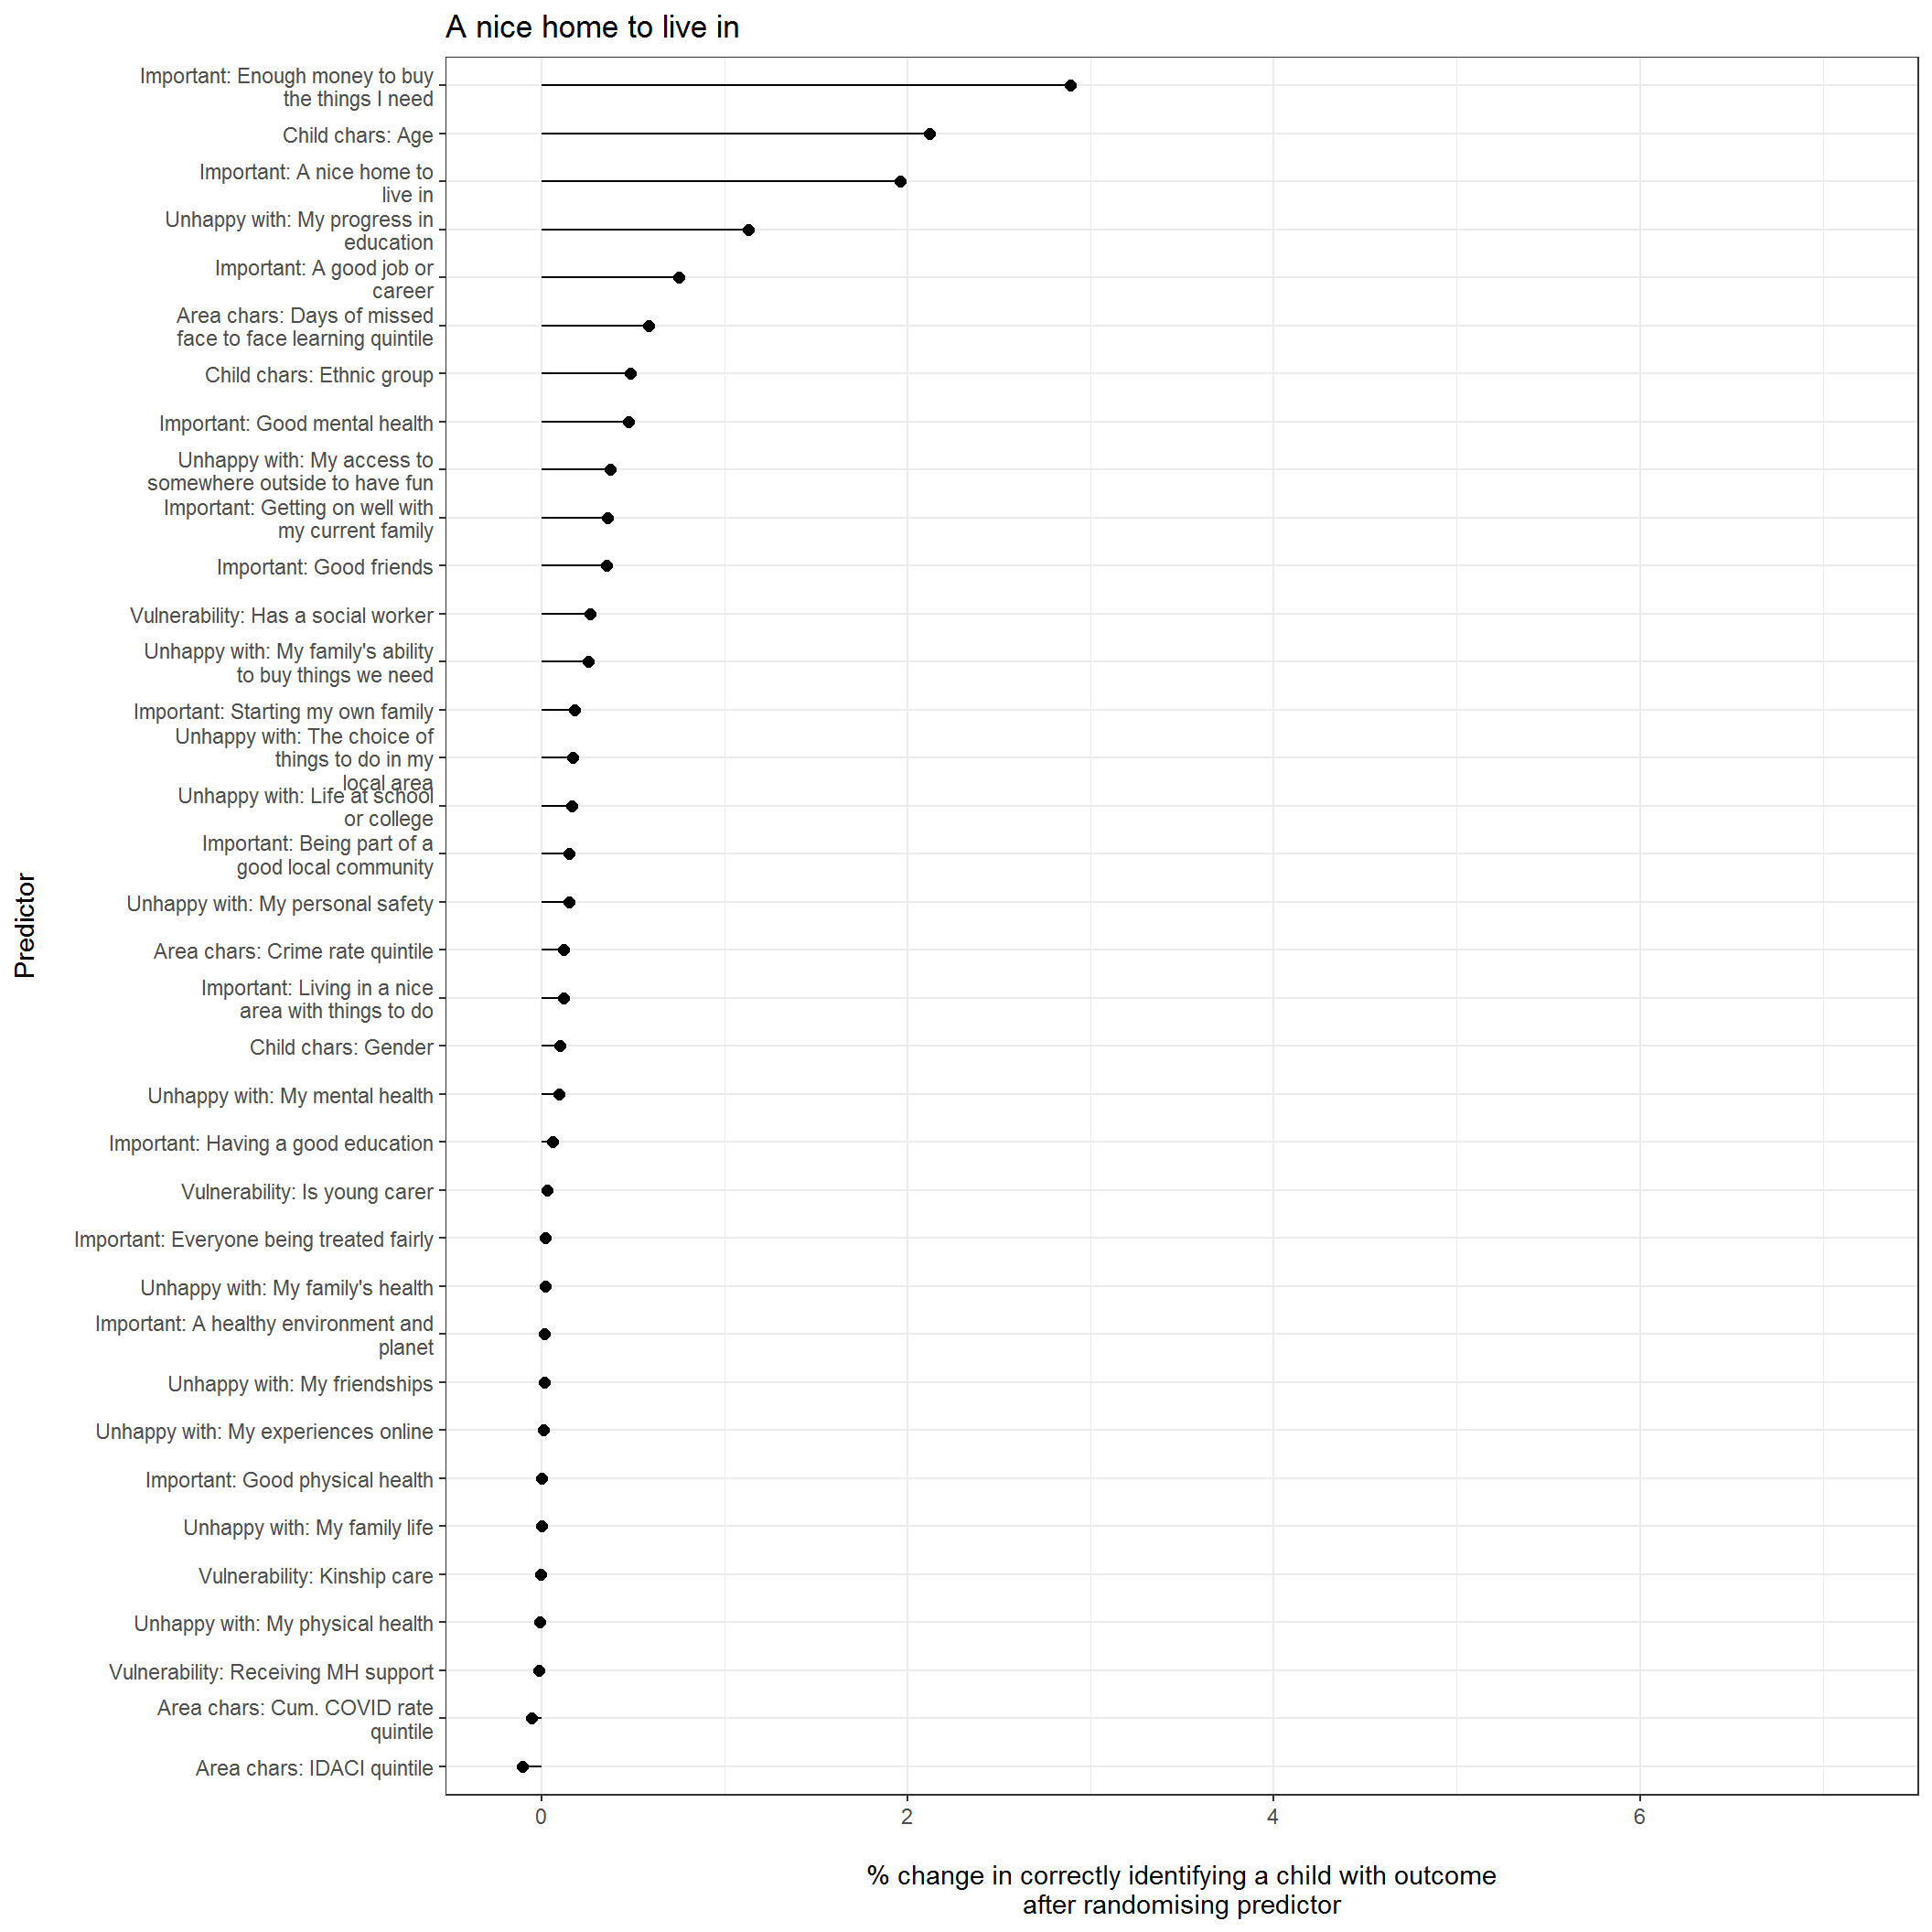 A nice home to live in
Important: Enough money to buy
the things I need
Child chars: Age
Important: A nice home to
live in
Unhappy with: My progress in
education
Important: A good job or
career
Area chars: Days of missed
face to face learning quintile
Child chars: Ethnic group
Important: Good mental health
Unhappy with: My access to
somewhere outside to have fun
Important: Getting on well with
my current family
Important: Good friends
Vulnerability: Has a social worker
Unhappy with: My family's ability
to buy things we need
Important: Starting my own family
Unhappy with: The choice of
things to do in my
local area
Unhappy with: Life at school
or college
Important: Being part of a
good local community
Unhappy with: My personal safety
Area chars: Crime rate quintile
Important: Living in a nice
area with things to do
Child chars: Gender
Unhappy with: My mental health
Important: Having a good education
Vulnerability: Is young carer
Important: Everyone being treated fairly
Unhappy with: My family's health
Important: A healthy environment and
planet
Unhappy with: My friendships
Unhappy with: My experiences online
Important: Good physical health
Unhappy with: My family life
Vulnerability: Kinship care
Unhappy with: My physical health
Vulnerability: Receiving MH support
Area chars: Cum. COVID rate
quintile
Area chars: IDACI quintile
Predictor
0 2 4 6
% change in correctly identifying a child with outcome
after randomising predictor